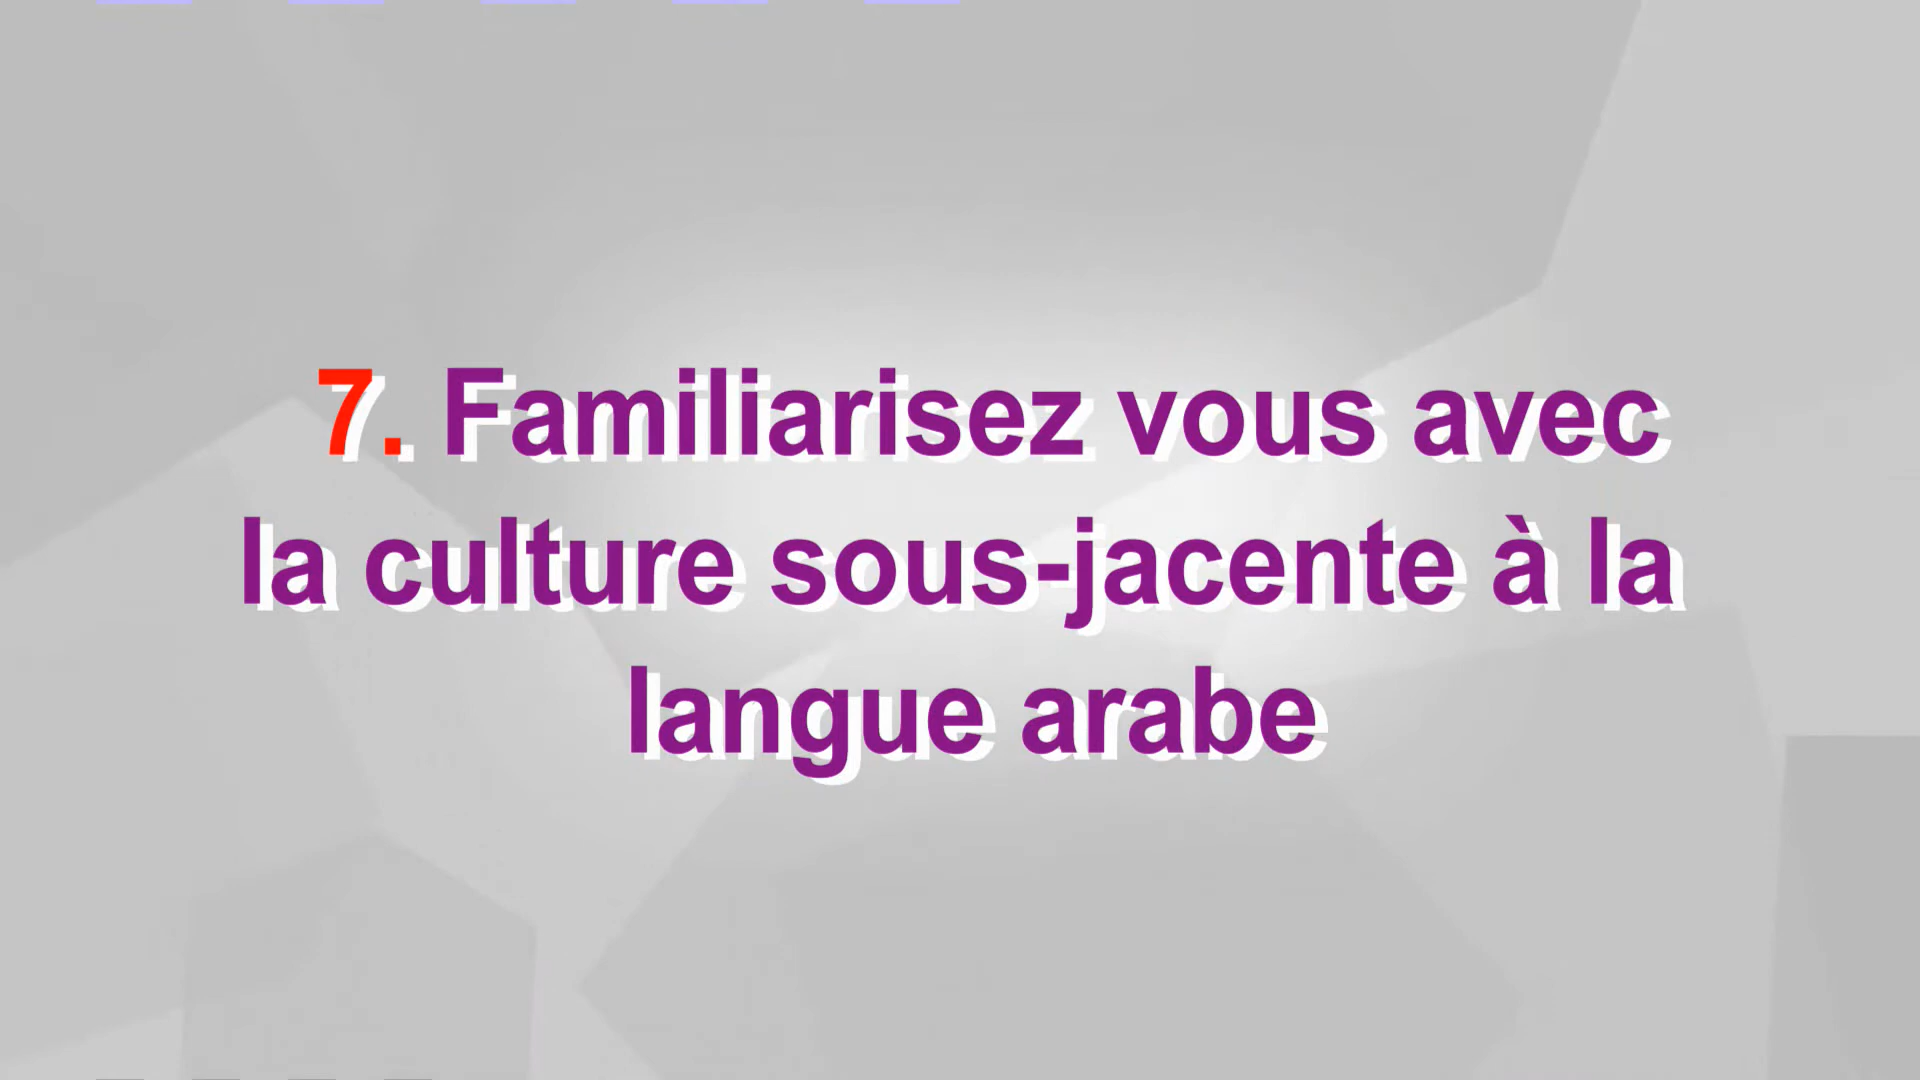 7. Familiarisez vous avec
la culture sous-jacente à la
langue arabe